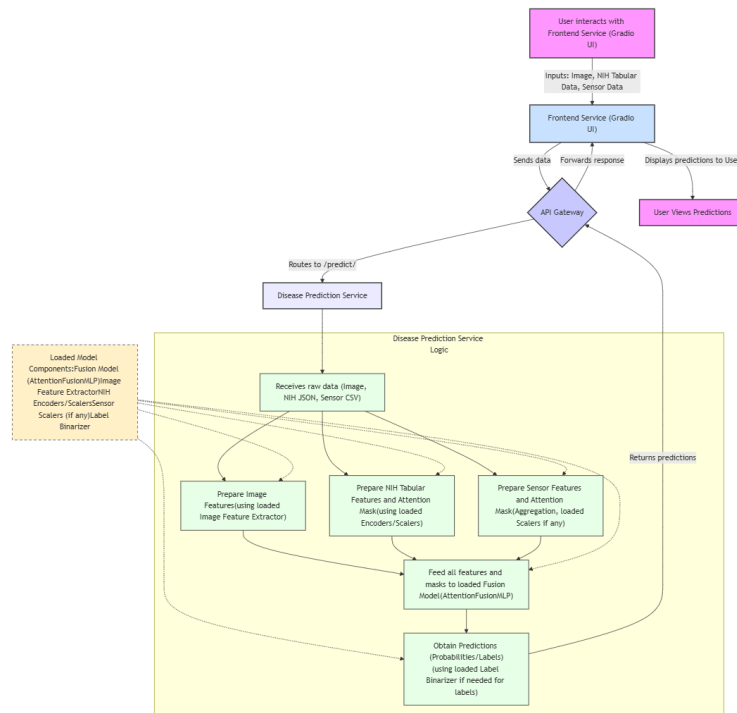 User interacts with
Frontend Service (Gradio
UI)
Inputs: Image, NIH Tabular
Data, Sensor Data
Frontend Service (Gradio
UI)
Sends data
Forwards response
Displays predictions to Use
API Gateway
User Views Predictions
Routes to /predict/
Disease Prediction Service
Disease Prediction Service
Logic
Loaded Model
Components:Fusion Model
(AttentionFusionMLP)Image
Feature ExtractorNIH
Encoders/ScalersSensor
Scalers (if any)Label
Binarizer
Receives raw data (Image,
NIH JSON, Sensor CSV)
Returns predictions
Prepare Image
Features(using loaded
Image Feature Extractor)
Prepare NIH Tabular
Features and Attention
Mask(using loaded
Encoders/Scalers)
Prepare Sensor Features
and Attention
Mask(Aggregation, loaded
Scalers if any)
Feed all features and
masks to loaded Fusion
Model(AttentionFusionMLP)
Obtain Predictions
(Probabilities/Labels)
(using loaded Label
Binarizer if needed for
labels)